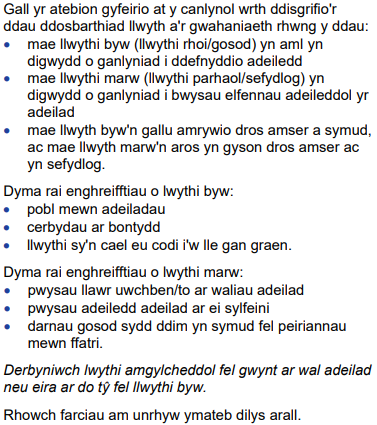 Gall yr atebion gyfeirio at y canlynol wrth ddisgrifio'r
ddau ddosbarthiad llwyth a'r gwahaniaeth rhwng y ddau:
• mae llwythi byw (llwythi rhoi/gosod) yn aml yn
digwydd o ganlyniad i ddefnyddio adeiledd
• mae llwythi marw (llwythi parhaol/sefydlog) yn
digwydd o ganlyniad i bwysau elfennau adeileddol yr
adeilad
• mae llwyth byw'n gallu amrywio dros amser a symud,
ac mae llwyth marw'n aros yn gyson dros amser ac
yn sefydlog.
Dyma rai enghreifftiau o lwythi byw:
• pobl mewn adeiladau
• cerbydau ar bontydd
• llwythi sy'n cael eu codi i'w lle gan graen.
Dyma rai enghreifftiau o lwythi marw:
• pwysau llawr uwchben/to ar waliau adeilad
• pwysau adeiledd adeilad ar ei sylfeini
• darnau gosod sydd ddim yn symud fel peiriannau
mewn ffatri.
Derbyniwch lwythi amgylcheddol fel gwynt ar wal adeilad
neu eira ar do tŷ fel llwythi byw.
Rhowch farciau am unrhyw ymateb dilys arall.